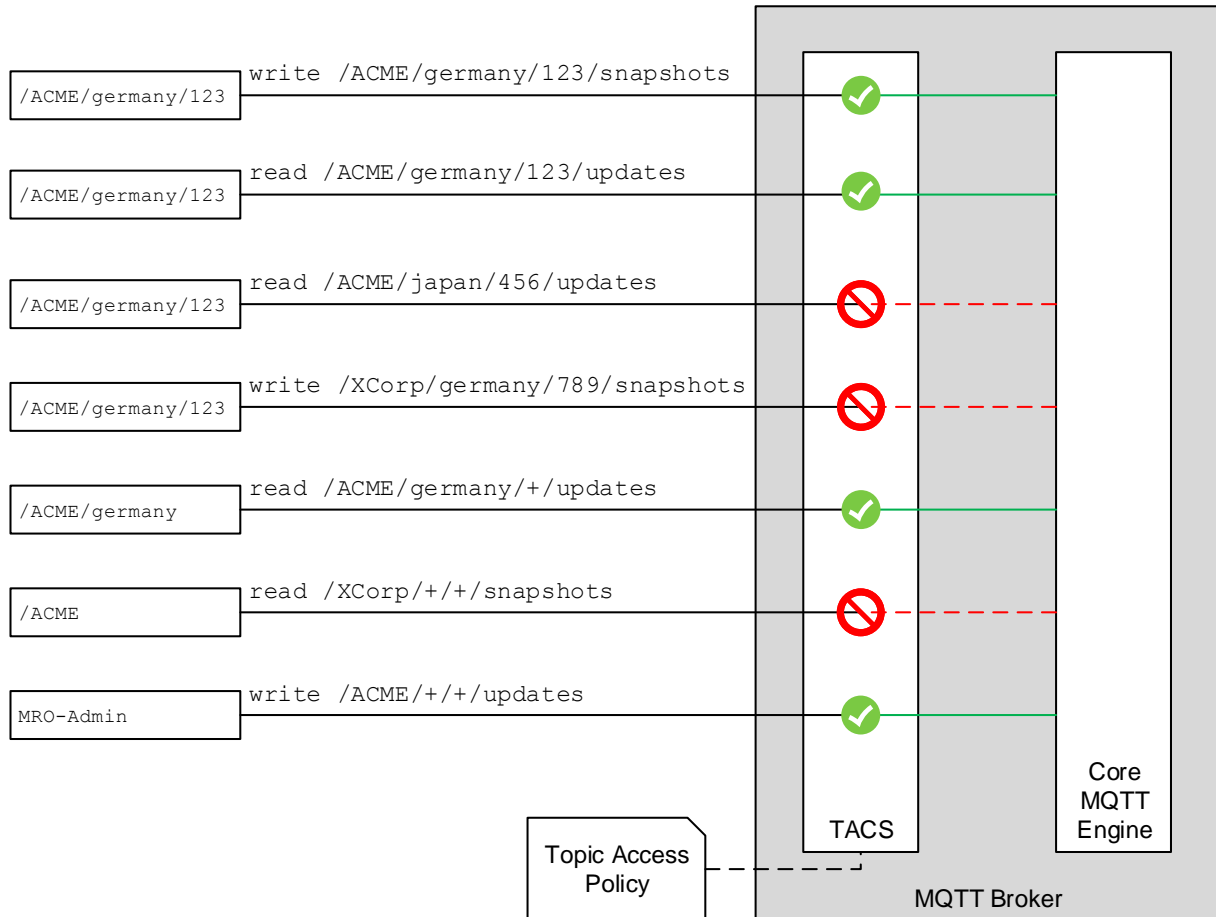 write /ACME/germany/123/snapshots
/ACME/germany/123
read /ACME/germany/123/updates
/ACME/germany/123
read /ACME/japan/456/updates
/ACME/germany/123
write /XCorp/germany/789/snapshots
/ACME/germany/123
read /ACME/germany/+/updates
/ACME/germany
read /XCorp/+/+/snapshots
/ACME
write /ACME/+/+/updates
MRO-Admin
Core
MQTT
Engine
TACS
Topic Access
Policy
MQTT Broker